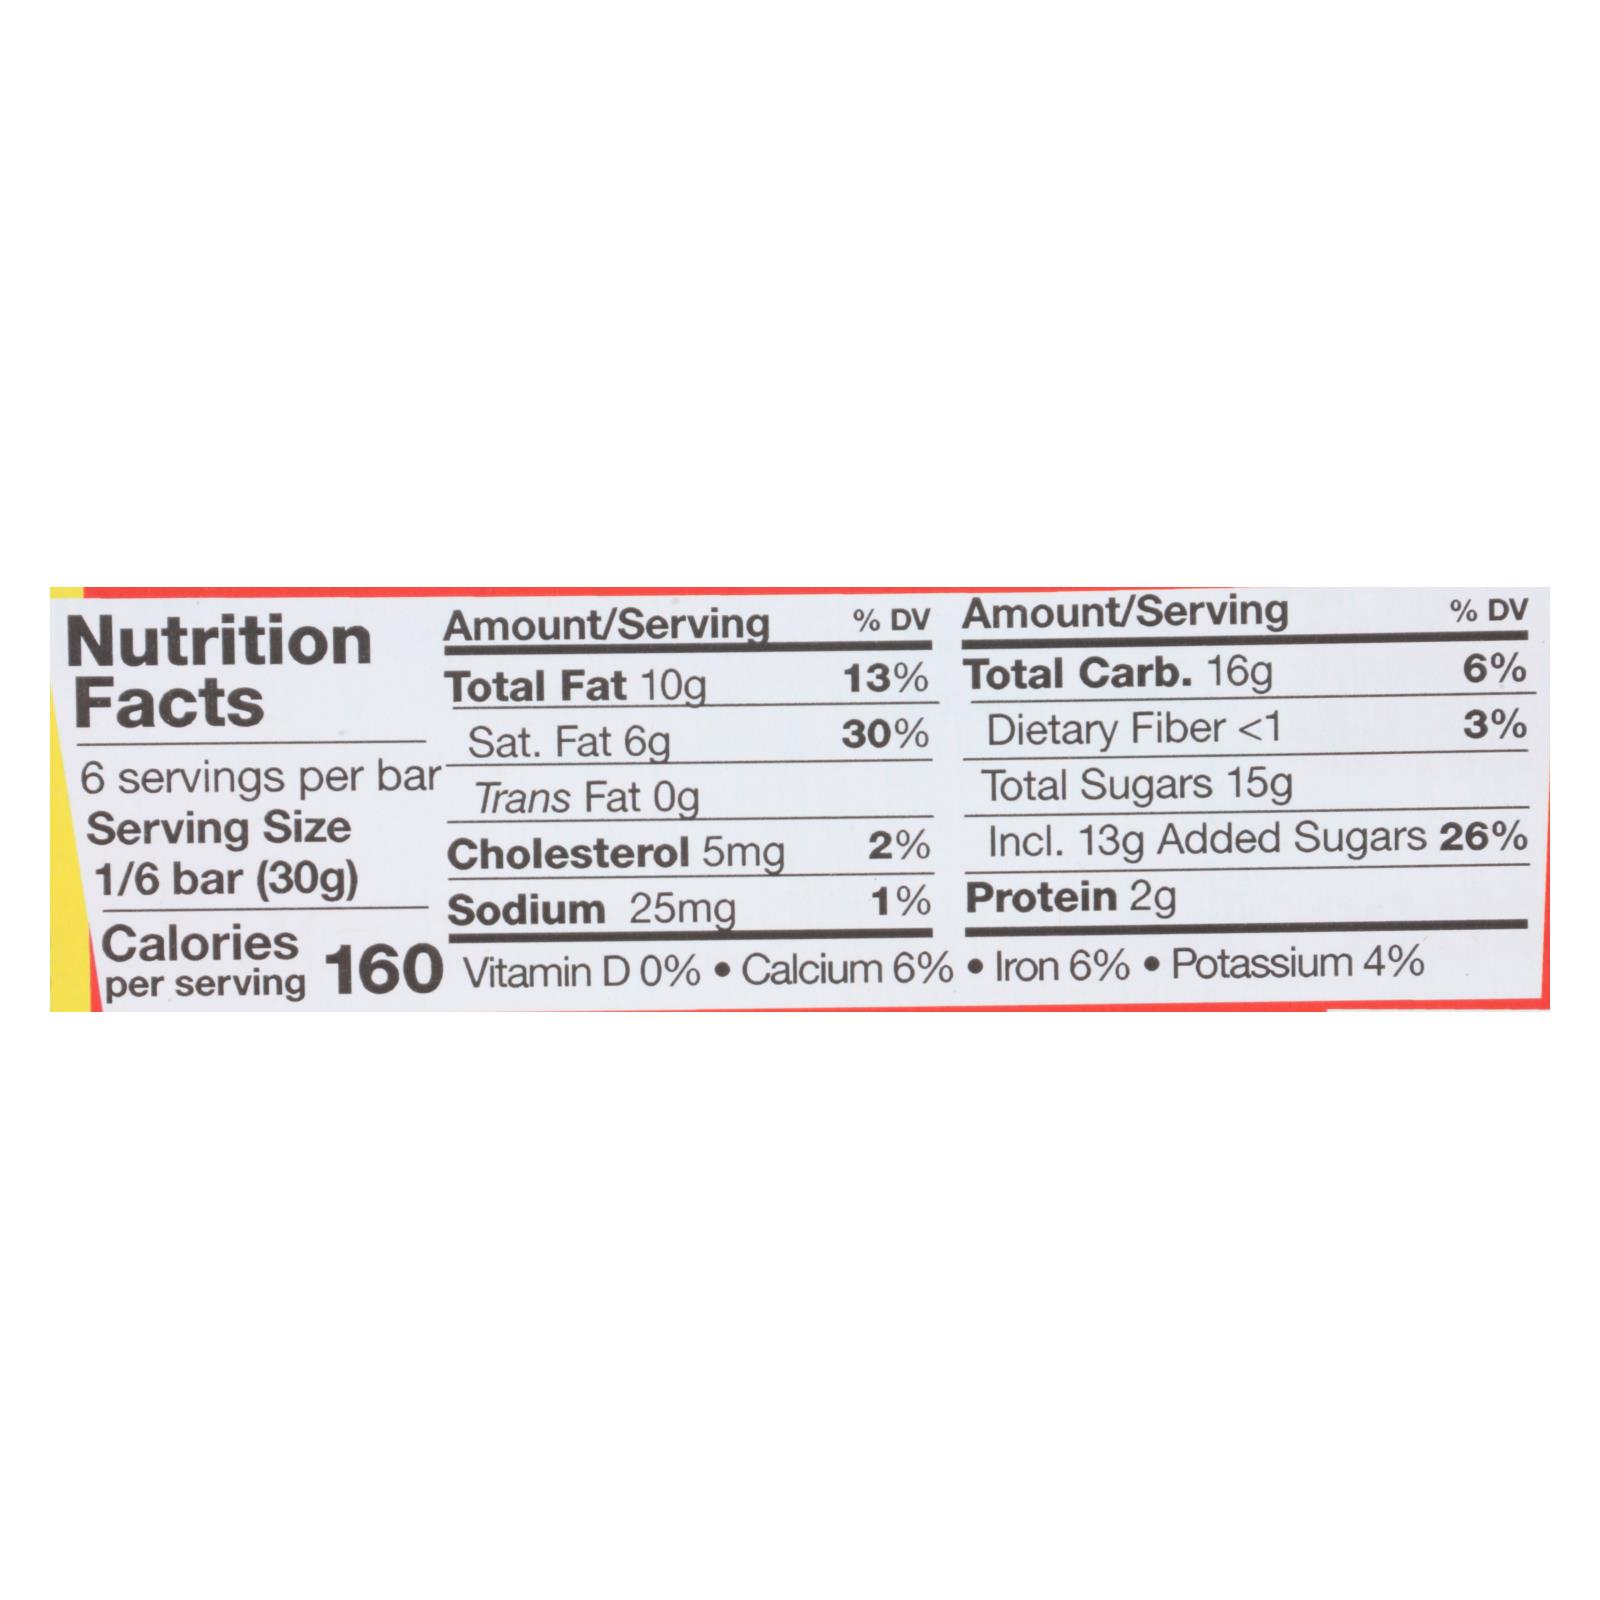 Nutrition
Facts
6 servings per bar
Serving Size
1/6 bar (30g)
Calories
per serving 160
Amount/Serving % DV
Total Fat 10g 13%
Sat. Fat 6g 30%
Trans Fat 0g
Cholesterol 5mg 2%
Sodium 25mg 1%
Amount/Serving % DV
Total Carb. 16g 6%
Dietary Fiber <1 3%
Total Sugars 15g
Incl. 13g Added Sugars 26%
Protein 2g
Vitamin D 0% • Calcium 6% • Iron 6% • Potassium 4%